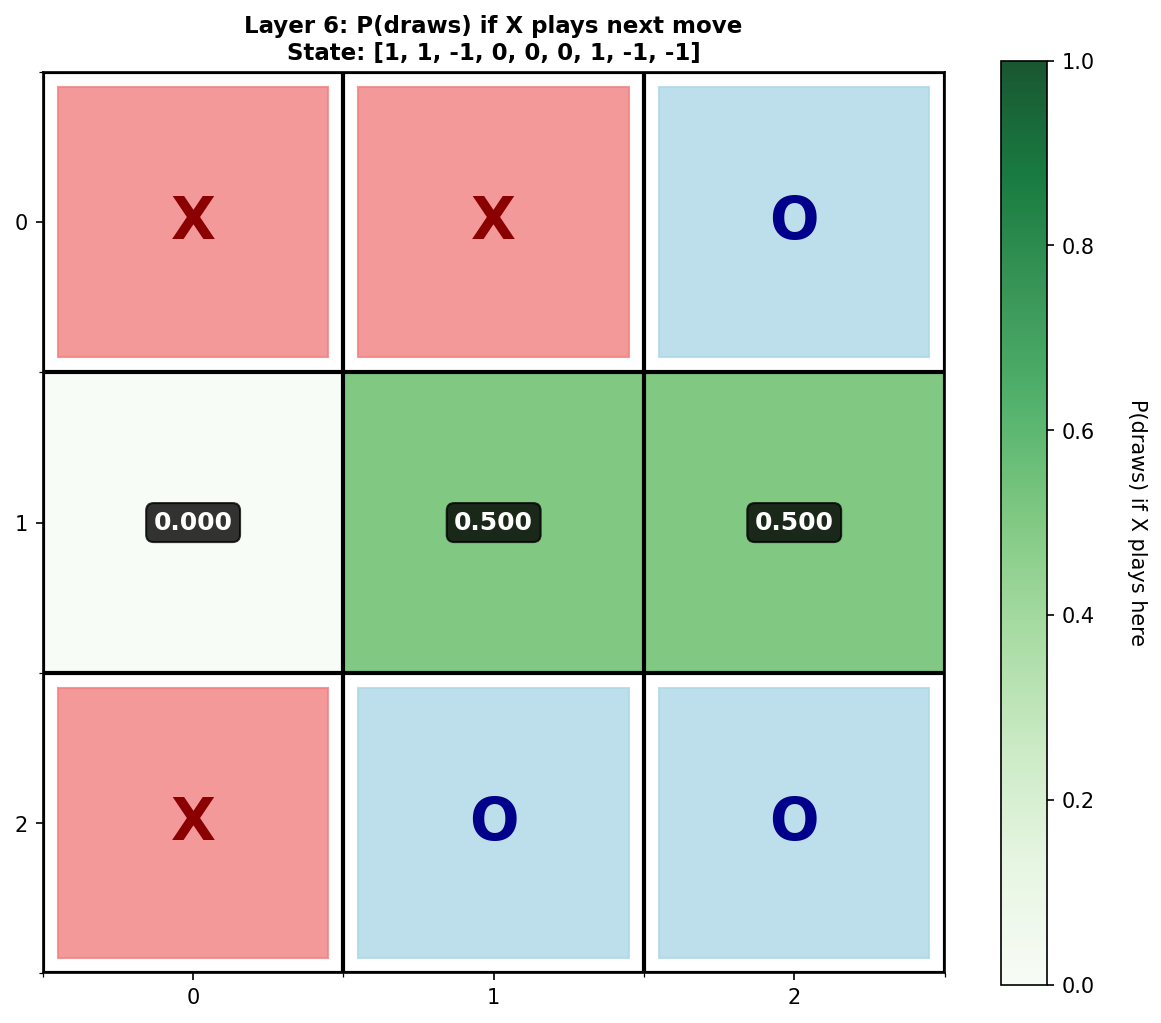 Layer 6: P(draws) if X plays next move
State: [1, 1, -1, 0, 0, 0, 1, -1, -1]
X X O
0
0.000 0.500 0.500
1
X O O
2
0 1 2
1.0
0.8
0.6
0.4
0.2
0.0
P(draws) if X plays here